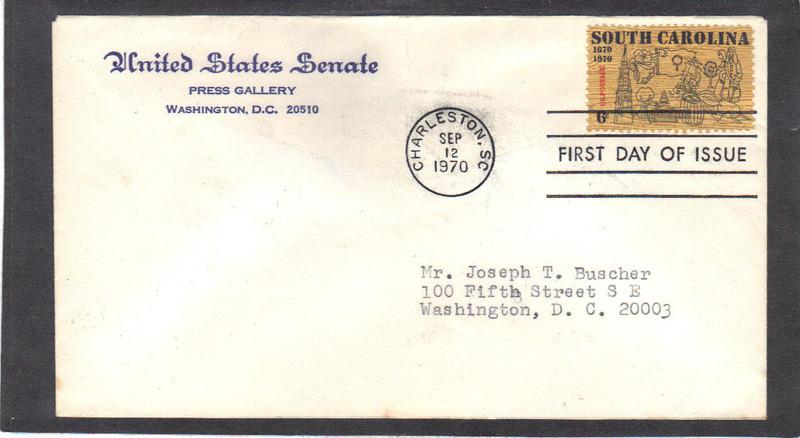 United States Senate
PRESS GALLERY
WASHINGTON, D.C. 20510
SOUTH CAROLINA
1670
1970
U.S. POSTAGE
6c
CHARLESTON, SC
SEP
12
1970
FIRST DAY OF ISSUE
Mr. Joseph T. Buscher
100 Fifth Street S E
Washington, D. C. 20003